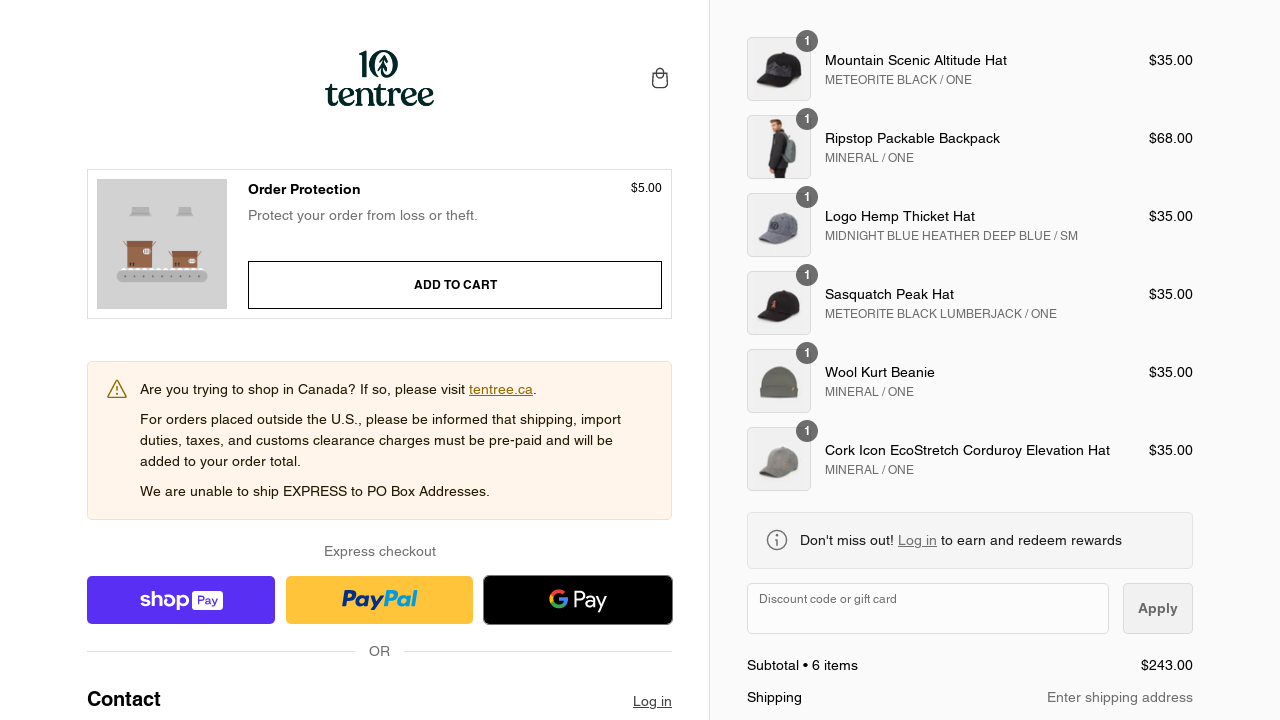 10
tentree
Order Protection
$5.00
Protect your order from loss or theft.
ADD TO CART
Are you trying to shop in Canada? If so, please visit tentree.ca.
For orders placed outside the U.S., please be informed that shipping, import
duties, taxes, and customs clearance charges must be pre-paid and will be
added to your order total.
We are unable to ship EXPRESS to PO Box Addresses.
Express checkout
shop Pay
PayPal
G Pay
OR
Contact
Log in
1
Mountain Scenic Altitude Hat
$35.00
METEORITE BLACK / ONE
1
Ripstop Packable Backpack
$68.00
MINERAL / ONE
1
Logo Hemp Thicket Hat
$35.00
MIDNIGHT BLUE HEATHER DEEP BLUE / SM
1
Sasquatch Peak Hat
$35.00
METEORITE BLACK LUMBERJACK / ONE
1
Wool Kurt Beanie
$35.00
MINERAL / ONE
1
Cork Icon EcoStretch Corduroy Elevation Hat
$35.00
MINERAL / ONE
Don't miss out! Log in to earn and redeem rewards
Discount code or gift card
Apply
Subtotal • 6 items
$243.00
Shipping
Enter shipping address